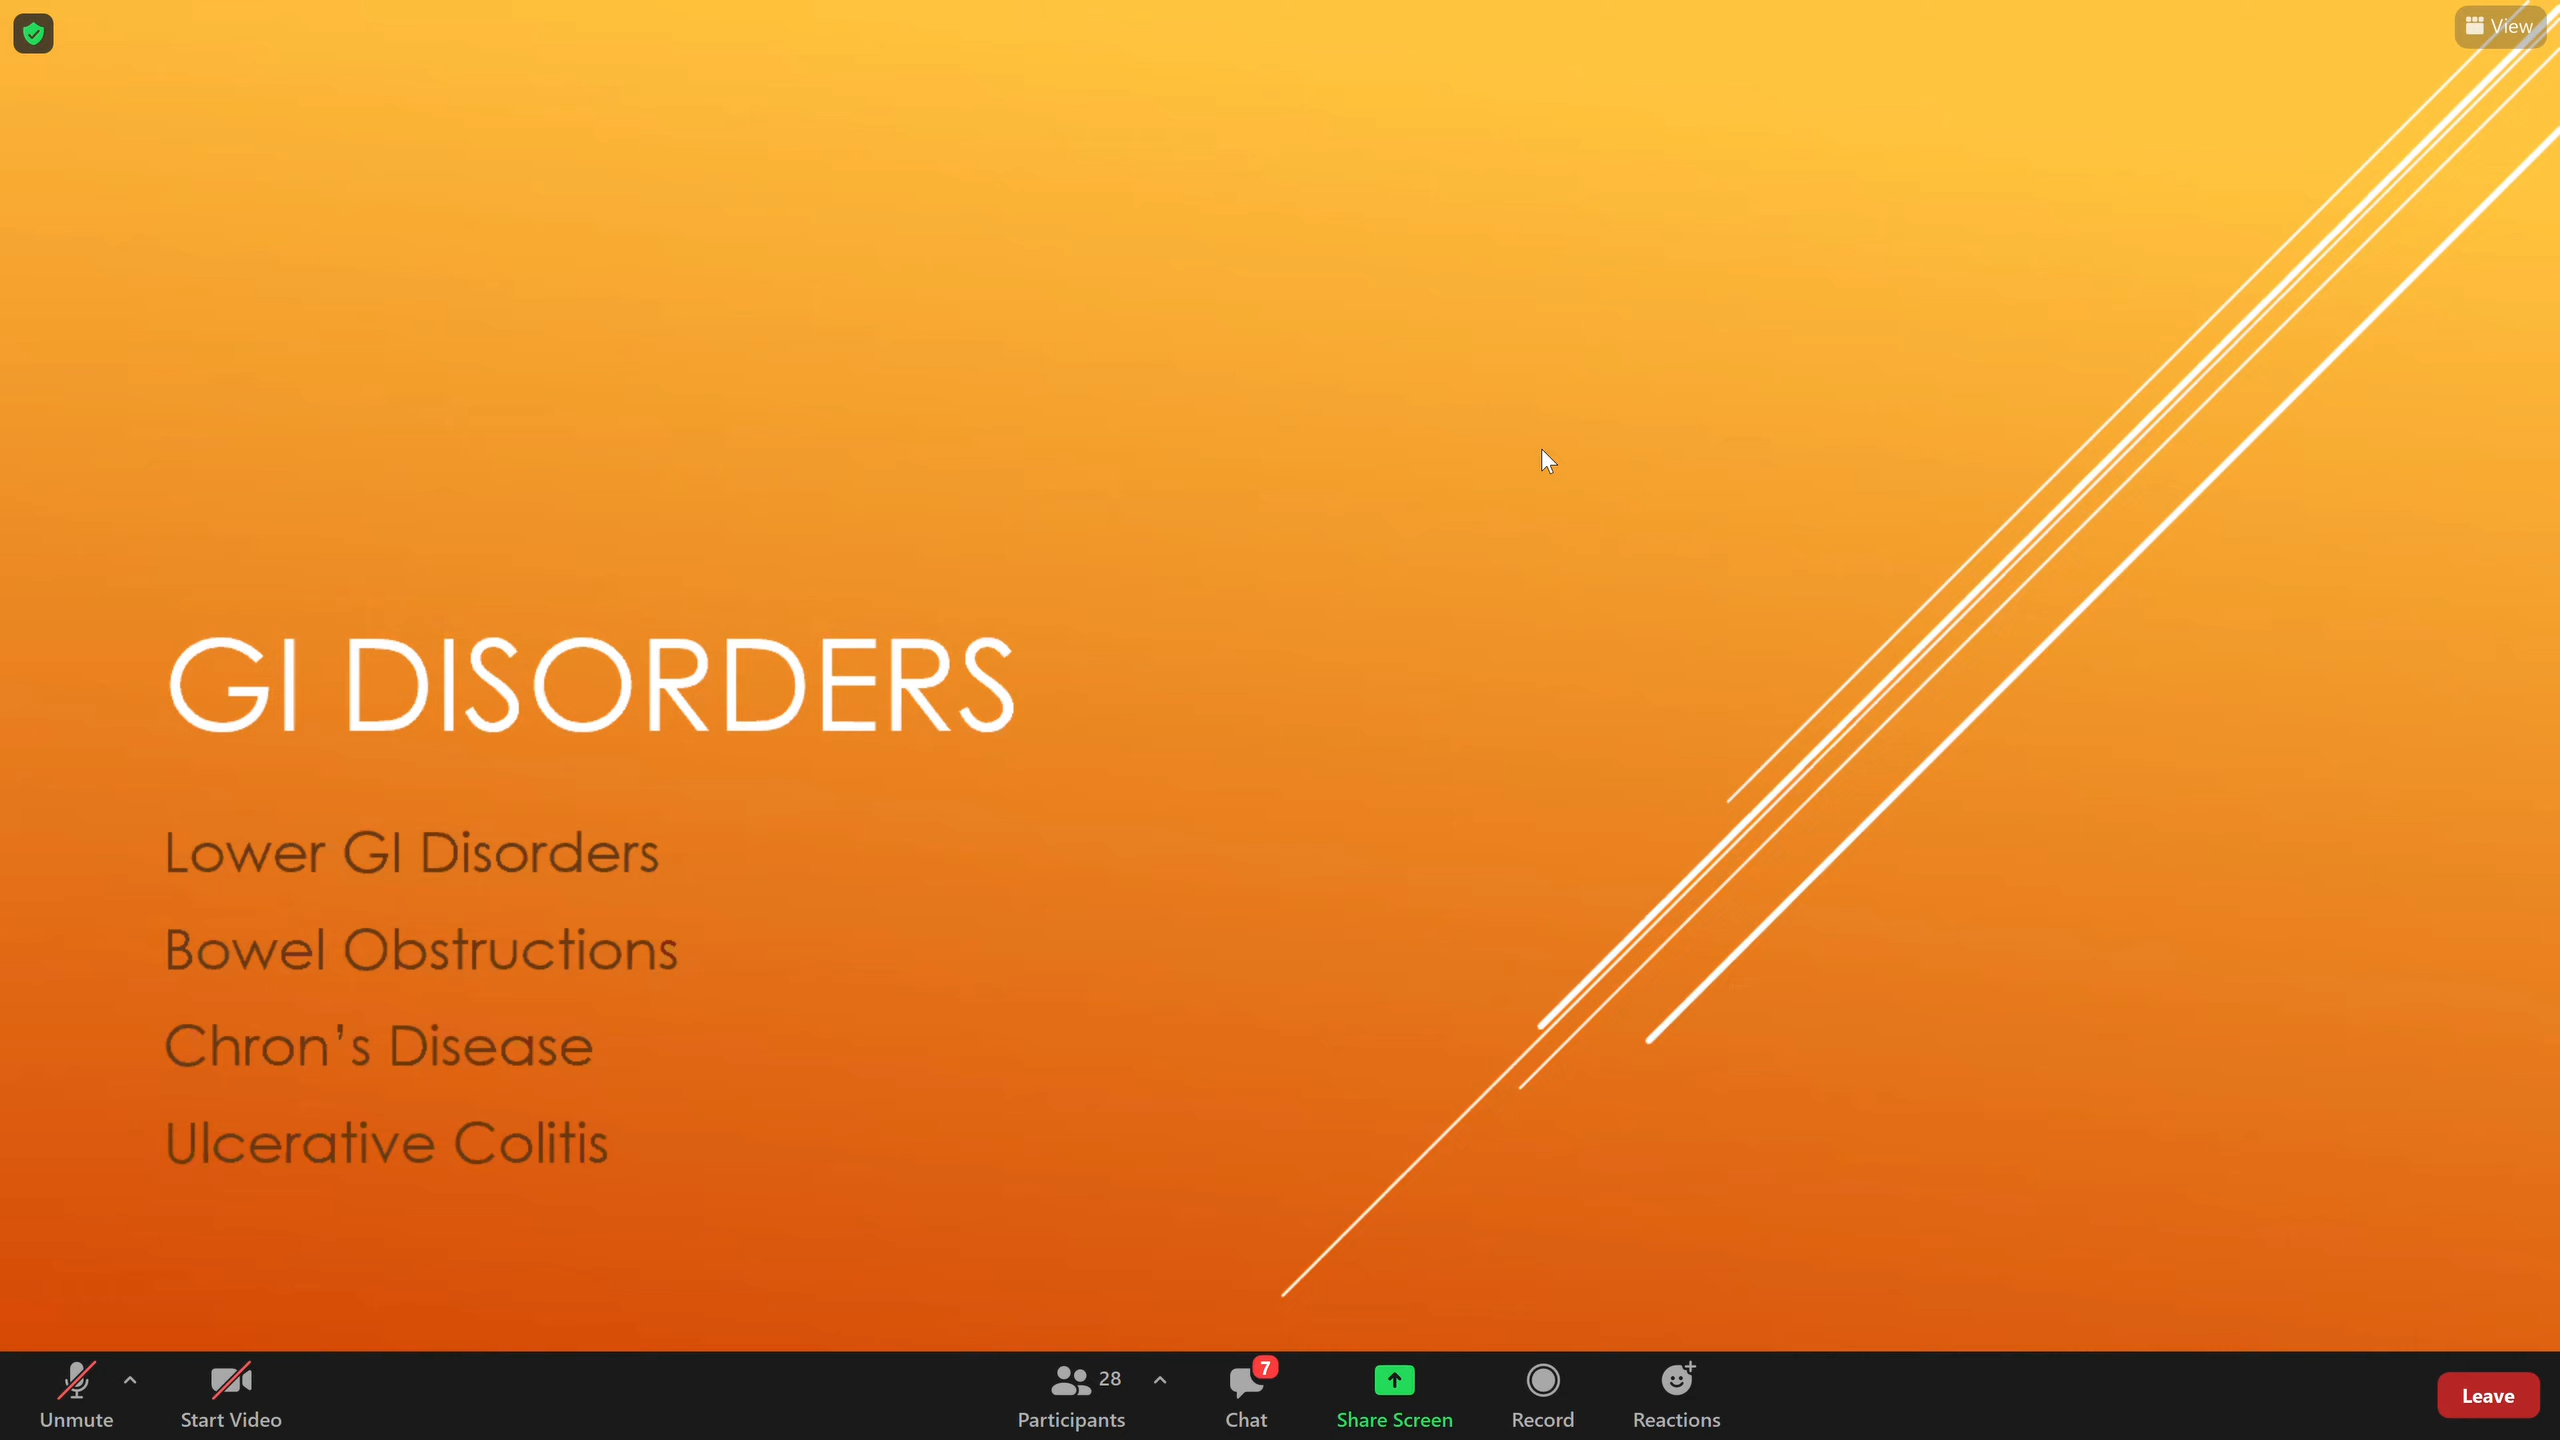 View
GI DISORDERS
Lower GI Disorders
Bowel Obstructions
Chron’s Disease
Ulcerative Colitis
Unmute
Start Video
28
Participants
7
Chat
Share Screen
Record
Reactions
Leave